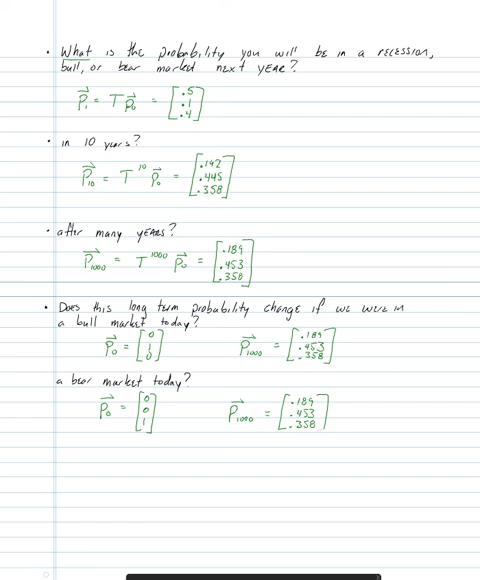 • What is the probability you will be in a RECESSION,
bull, or bear market next YEAR?
P₁ = T P₀ = [.5 .1 .4]
• in 10 years?
P₁₀ = T¹⁰ P₀ = [.192 .445 .358]
• after many YEARS?
P₁₀₀₀ = T¹⁰⁰⁰ P₀ = [.189 .453 .358]
• Does this long term probability change if we were in
a bull market today?
P₀ = [0 1 0] P₁₀₀₀ = [.189 .453 .358]
a bear market today?
P₀ = [0 0 1] P₁₀₀₀ = [.189 .453 .358]